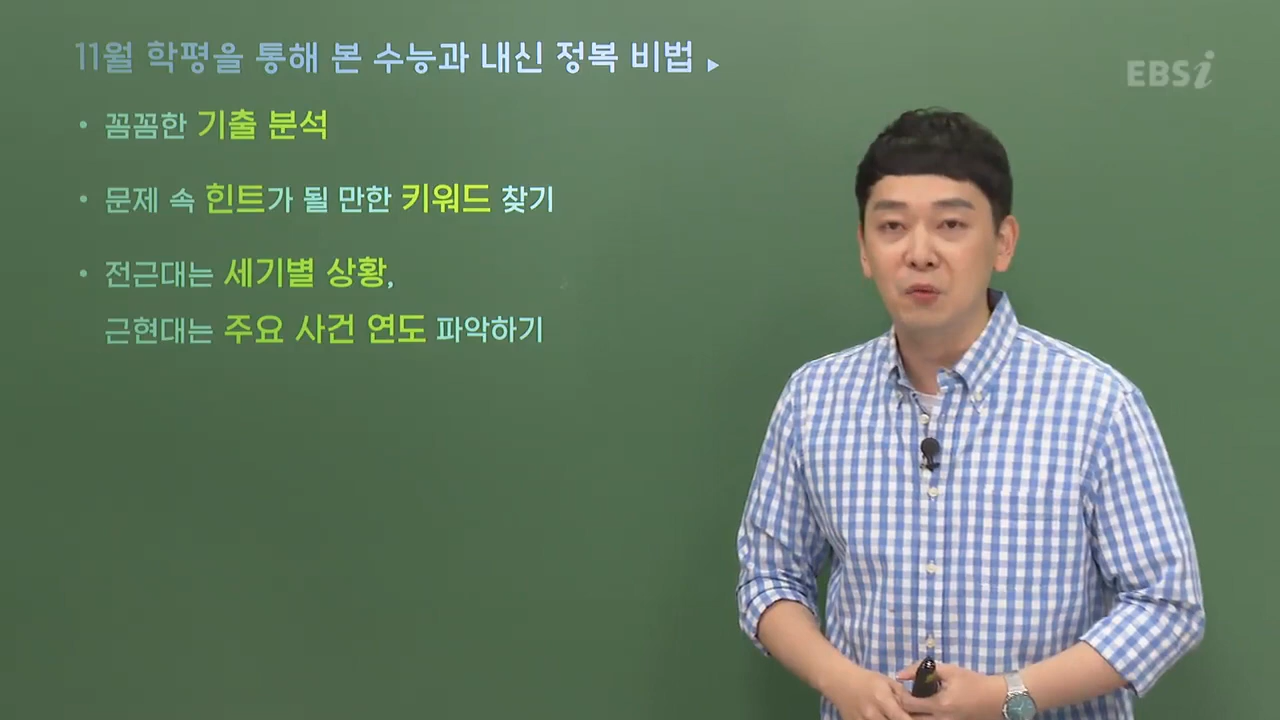 11월 학평을 통해 본 수능과 내신 정복 비법
EBSi
• 꼼꼼한 기출 분석
• 문제 속 힌트가 될 만한 키워드 찾기
• 전근대는 세기별 상황,
근현대는 주요 사건 연도 파악하기